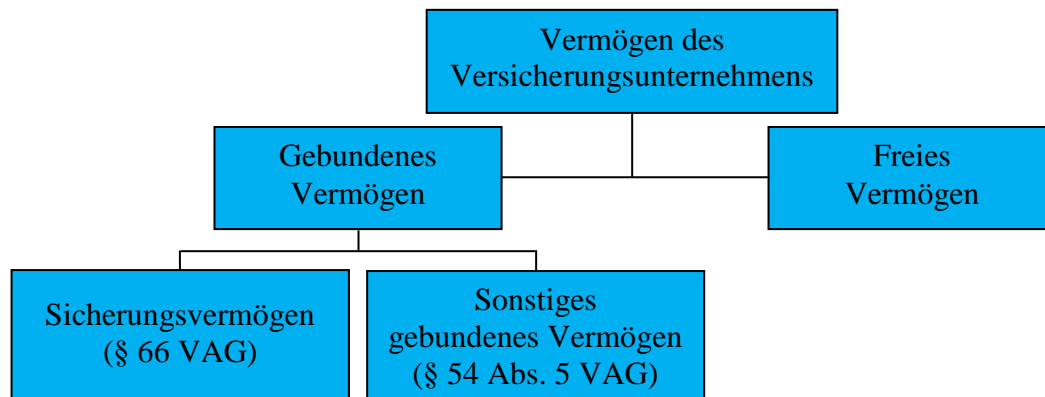 Vermögen des
Versicherungsunternehmens
Gebundenes
Vermögen
Freies
Vermögen
Sicherungsvermögen
(§ 66 VAG)
Sonstiges
gebundenes Vermögen
(§ 54 Abs. 5 VAG)